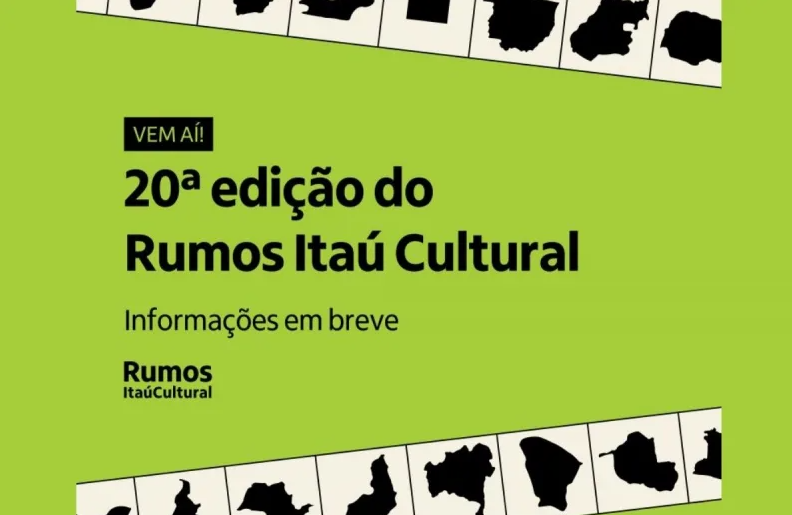 VEM AÍ!
20ª edição do
Rumos Itaú Cultural
Informações em breve
Rumos
ItaúCultural